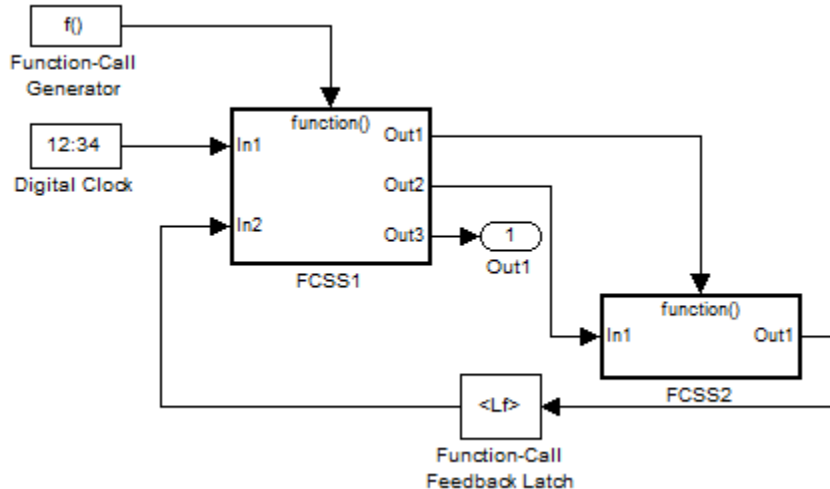 f()
Function-Call
Generator
12:34
Digital Clock
function()
In1
In2
Out1
Out2
Out3
FCSS1
1
Out1
function()
In1
Out1
FCSS2
<Lf>
Function-Call
Feedback Latch